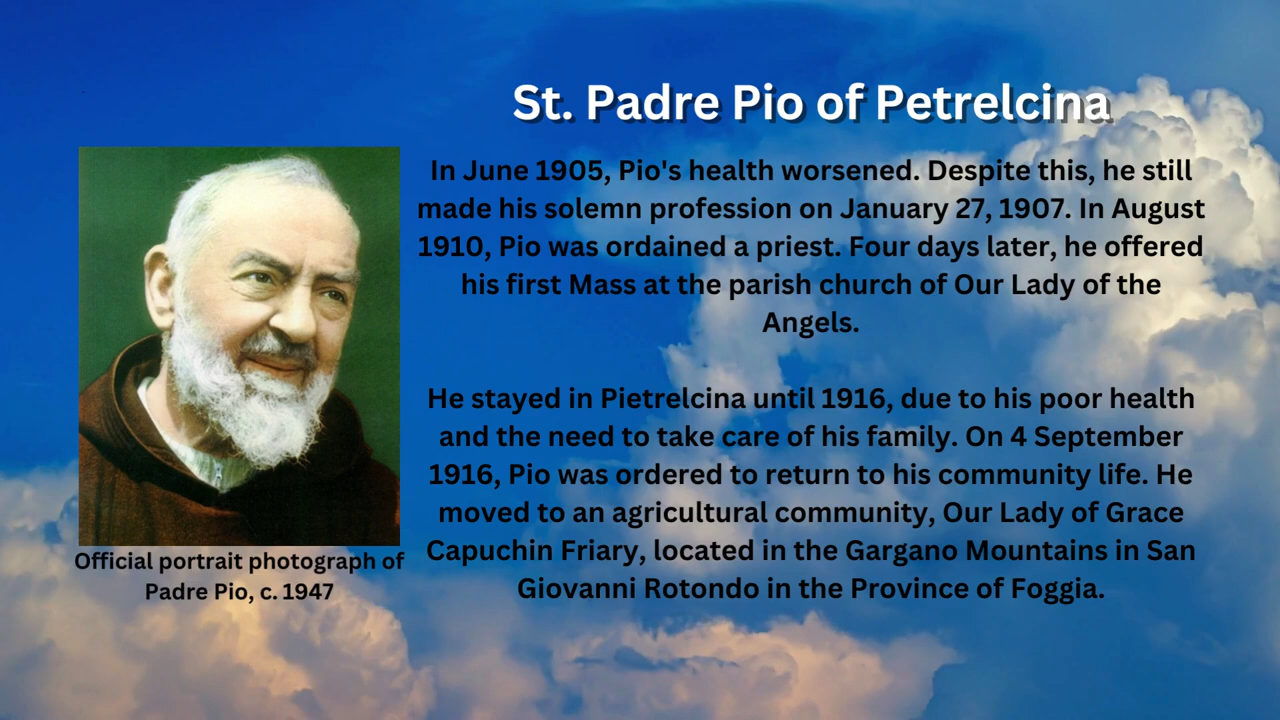 St. Padre Pio of Petrelcina
In June 1905, Pio's health worsened. Despite this, he still
made his solemn profession on January 27, 1907. In August
1910, Pio was ordained a priest. Four days later, he offered
his first Mass at the parish church of Our Lady of the
Angels.
He stayed in Pietrelcina until 1916, due to his poor health
and the need to take care of his family. On 4 September
1916, Pio was ordered to return to his community life. He
moved to an agricultural community, Our Lady of Grace
Capuchin Friary, located in the Gargano Mountains in San
Giovanni Rotondo in the Province of Foggia.
Official portrait photograph of
Padre Pio, c. 1947